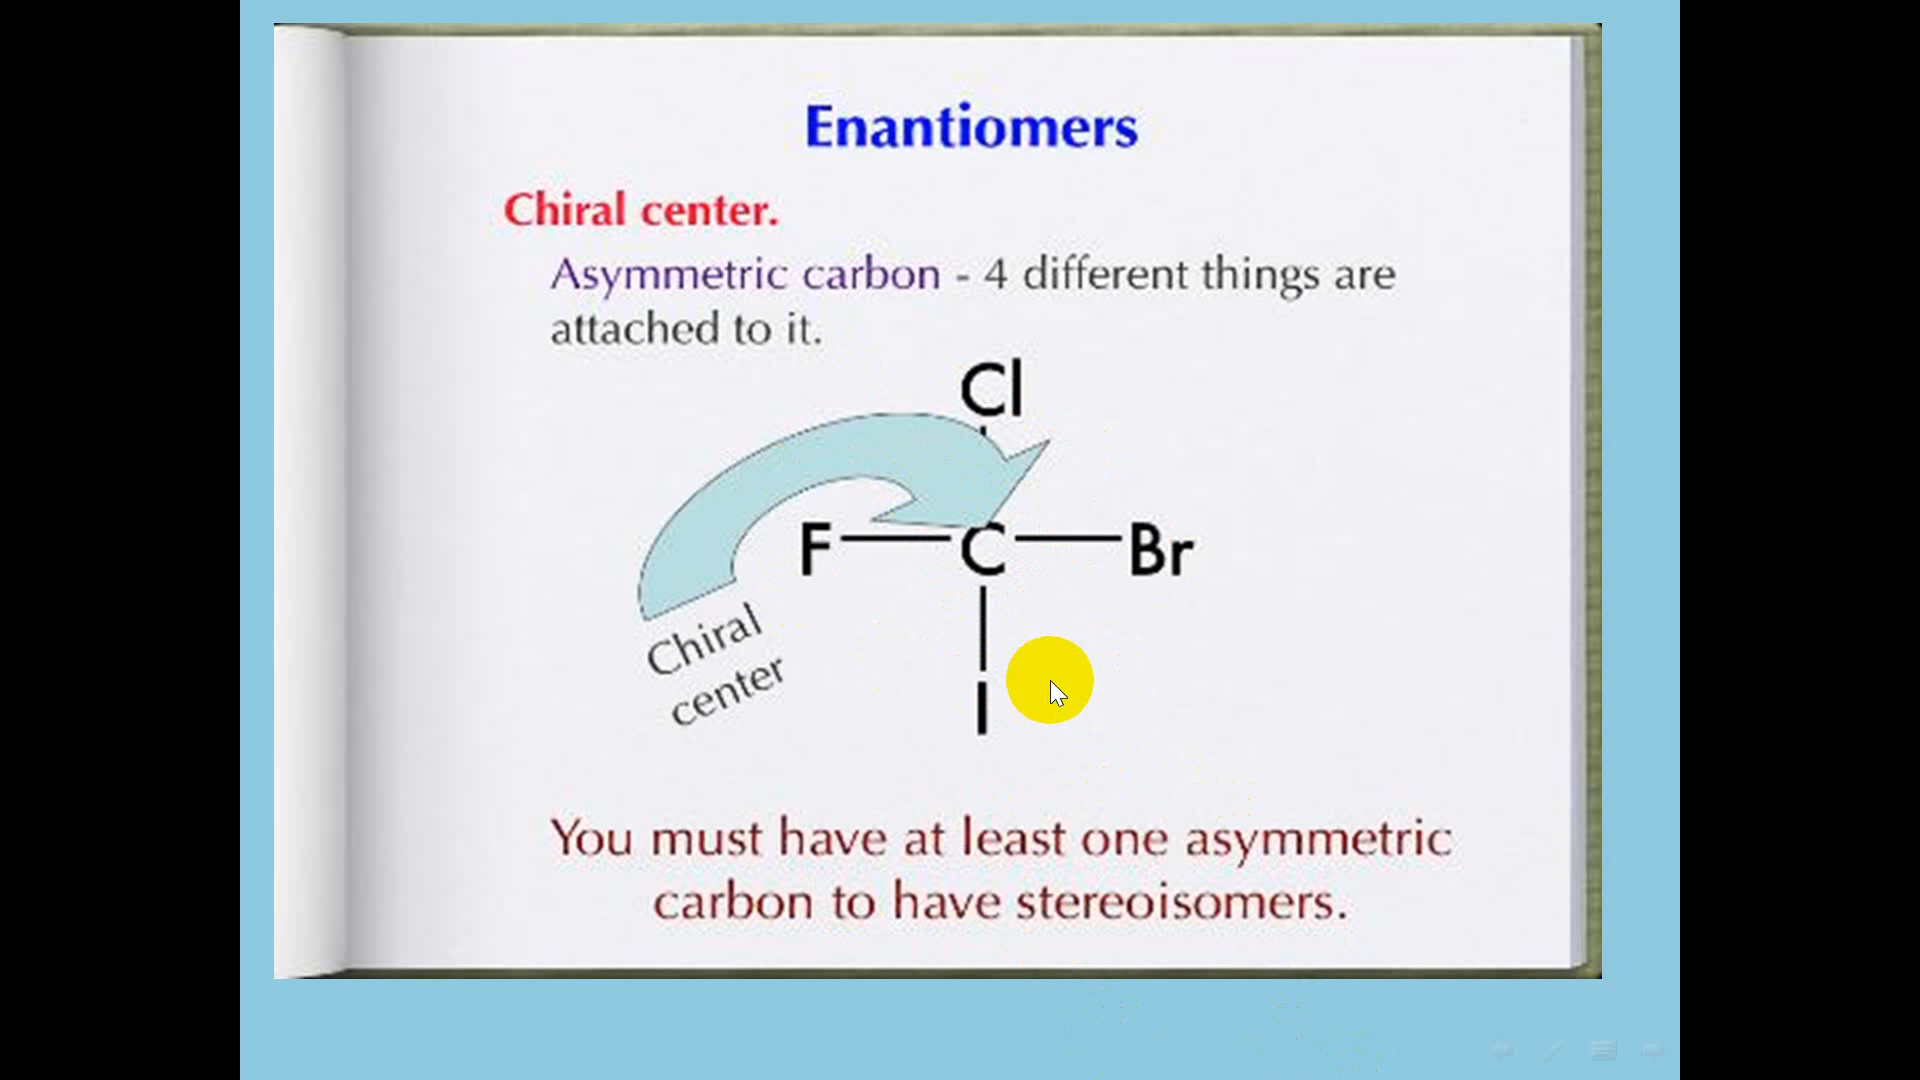 Enantiomers
Chiral center.
Asymmetric carbon - 4 different things are
attached to it.
Cl
F C Br
Chiral
center
I
You must have at least one asymmetric
carbon to have stereoisomers.